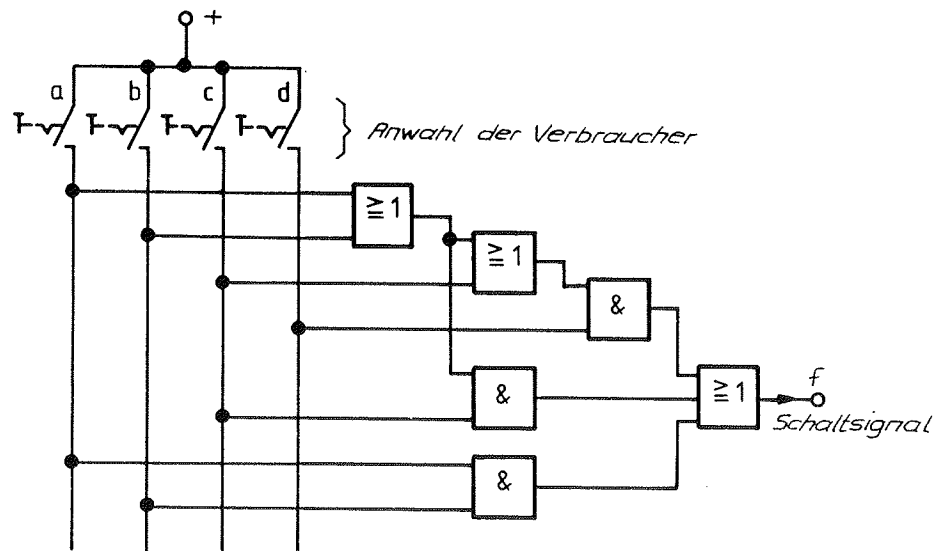 +
a b c d
Anwahl der Verbraucher
≧ 1
≧ 1
&
&
≧ 1
f
Schaltsignal
&